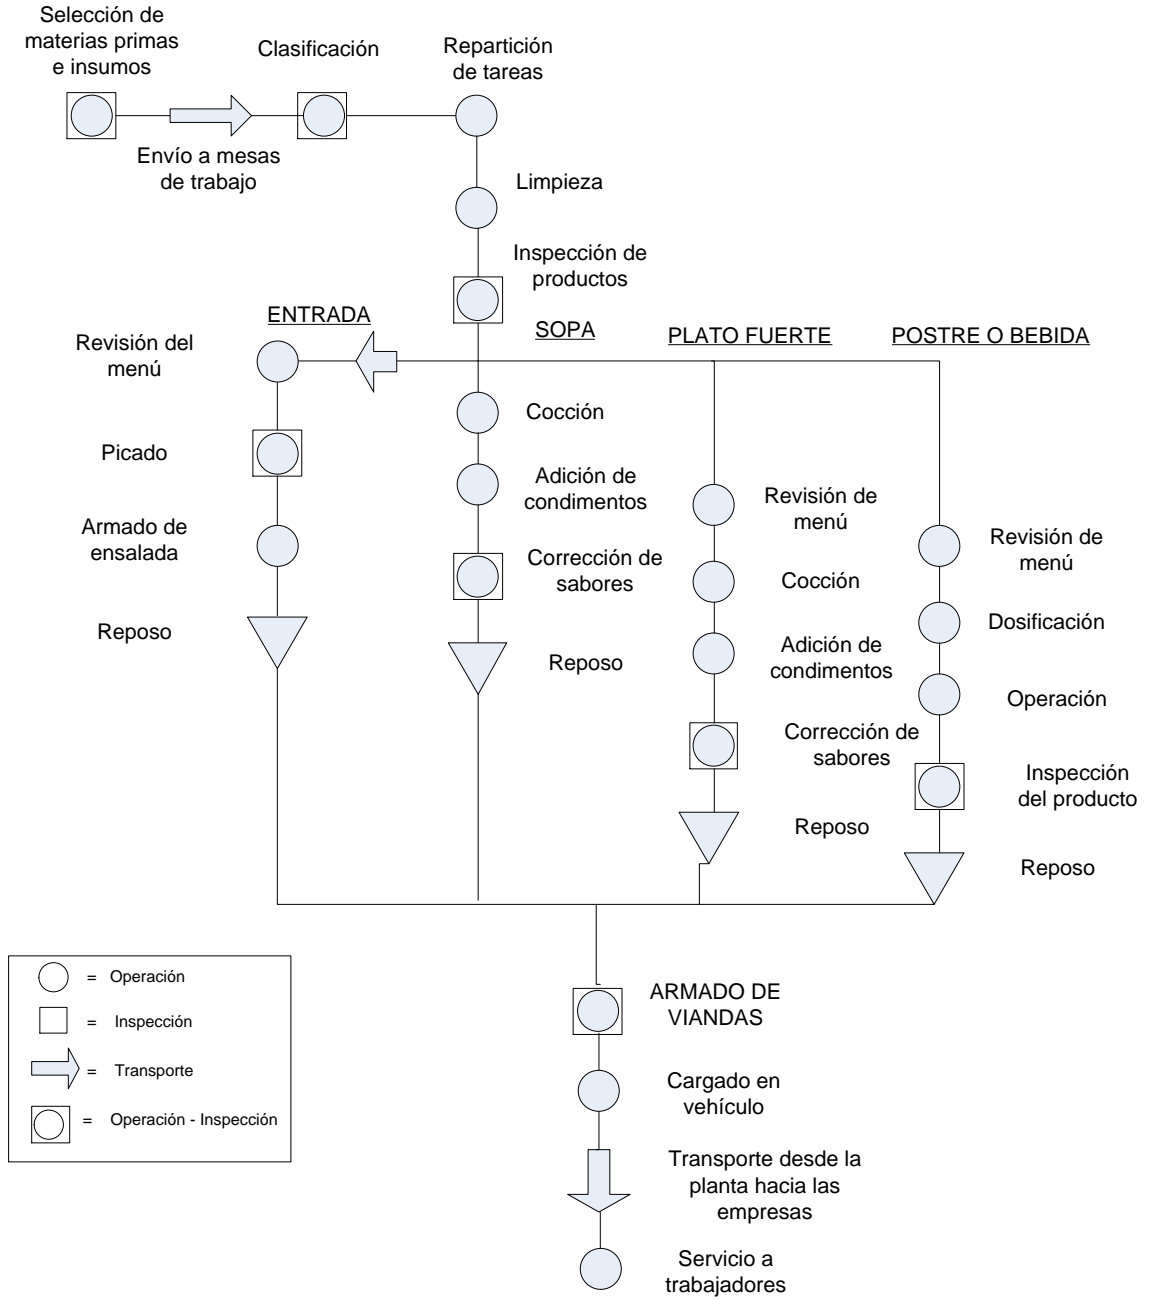 Selección de
materias primas
e insumos
Clasificación
Repartición
de tareas
Envío a mesas
de trabajo
Limpieza
Inspección de
productos
ENTRADA
SOPA
PLATO FUERTE
POSTRE O BEBIDA
Revisión del
menú
Picado
Armado de
ensalada
Reposo
Cocción
Adición de
condimentos
Corrección de
sabores
Reposo
Revisión de
menú
Cocción
Adición de
condimentos
Corrección de
sabores
Reposo
Revisión de
menú
Dosificación
Operación
Inspección
del producto
Reposo
= Operación
= Inspección
= Transporte
= Operación - Inspección
ARMADO DE
VIANDAS
Cargado en
vehículo
Transporte desde la
planta hacia las
empresas
Servicio a
trabajadores